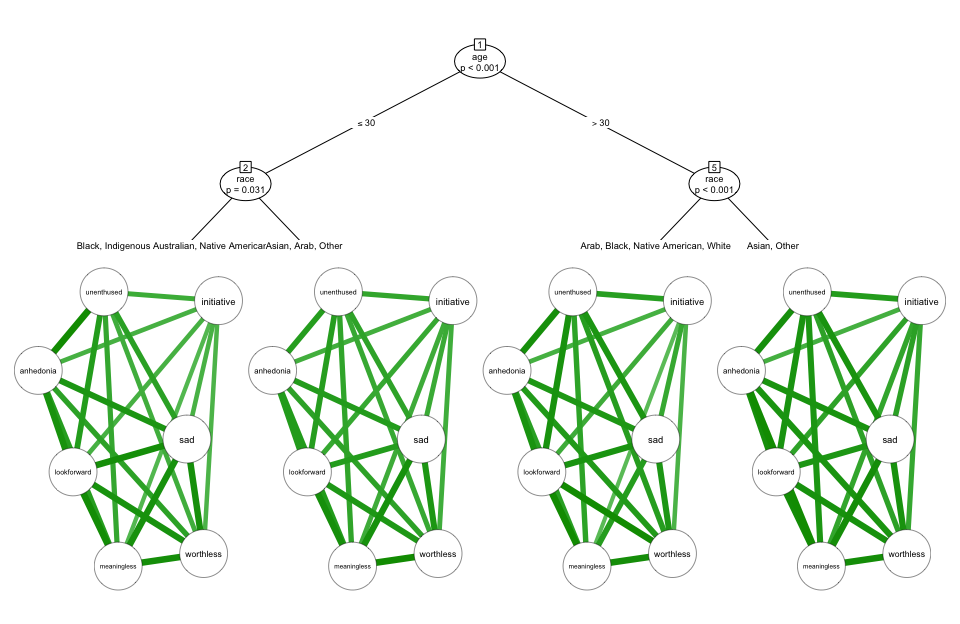 1
age
p < 0.001
≤ 30
> 30
2
race
p = 0.031
5
race
p < 0.001
Black, Indigenous Australian, Native American
Asian, Arab, Other
Arab, Black, Native American, White
Asian, Other
unenthused
initiative
anhedonia
sad
lookforward
worthless
meaningless
unenthused
initiative
anhedonia
sad
lookforward
worthless
meaningless
unenthused
initiative
anhedonia
sad
lookforward
worthless
meaningless
unenthused
initiative
anhedonia
sad
lookforward
worthless
meaningless